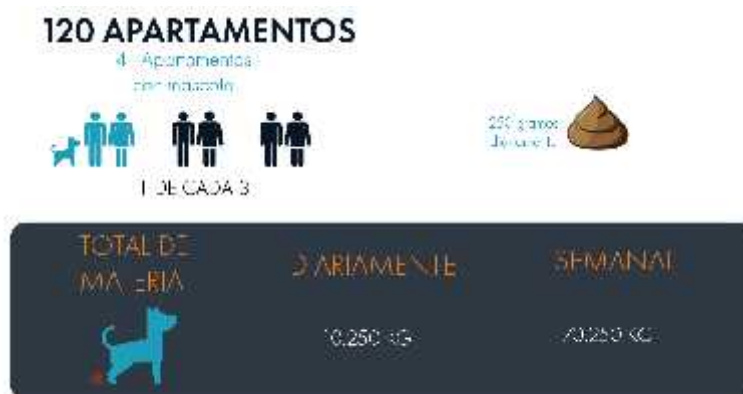 120 APARTAMENTOS
Apartamentos
con mascota
1 DE CADA 3
250 gramos
TOTAL DE
MATERIA
DIARIAMENTE
SEMANAL
10.250 KG
70.250 KG